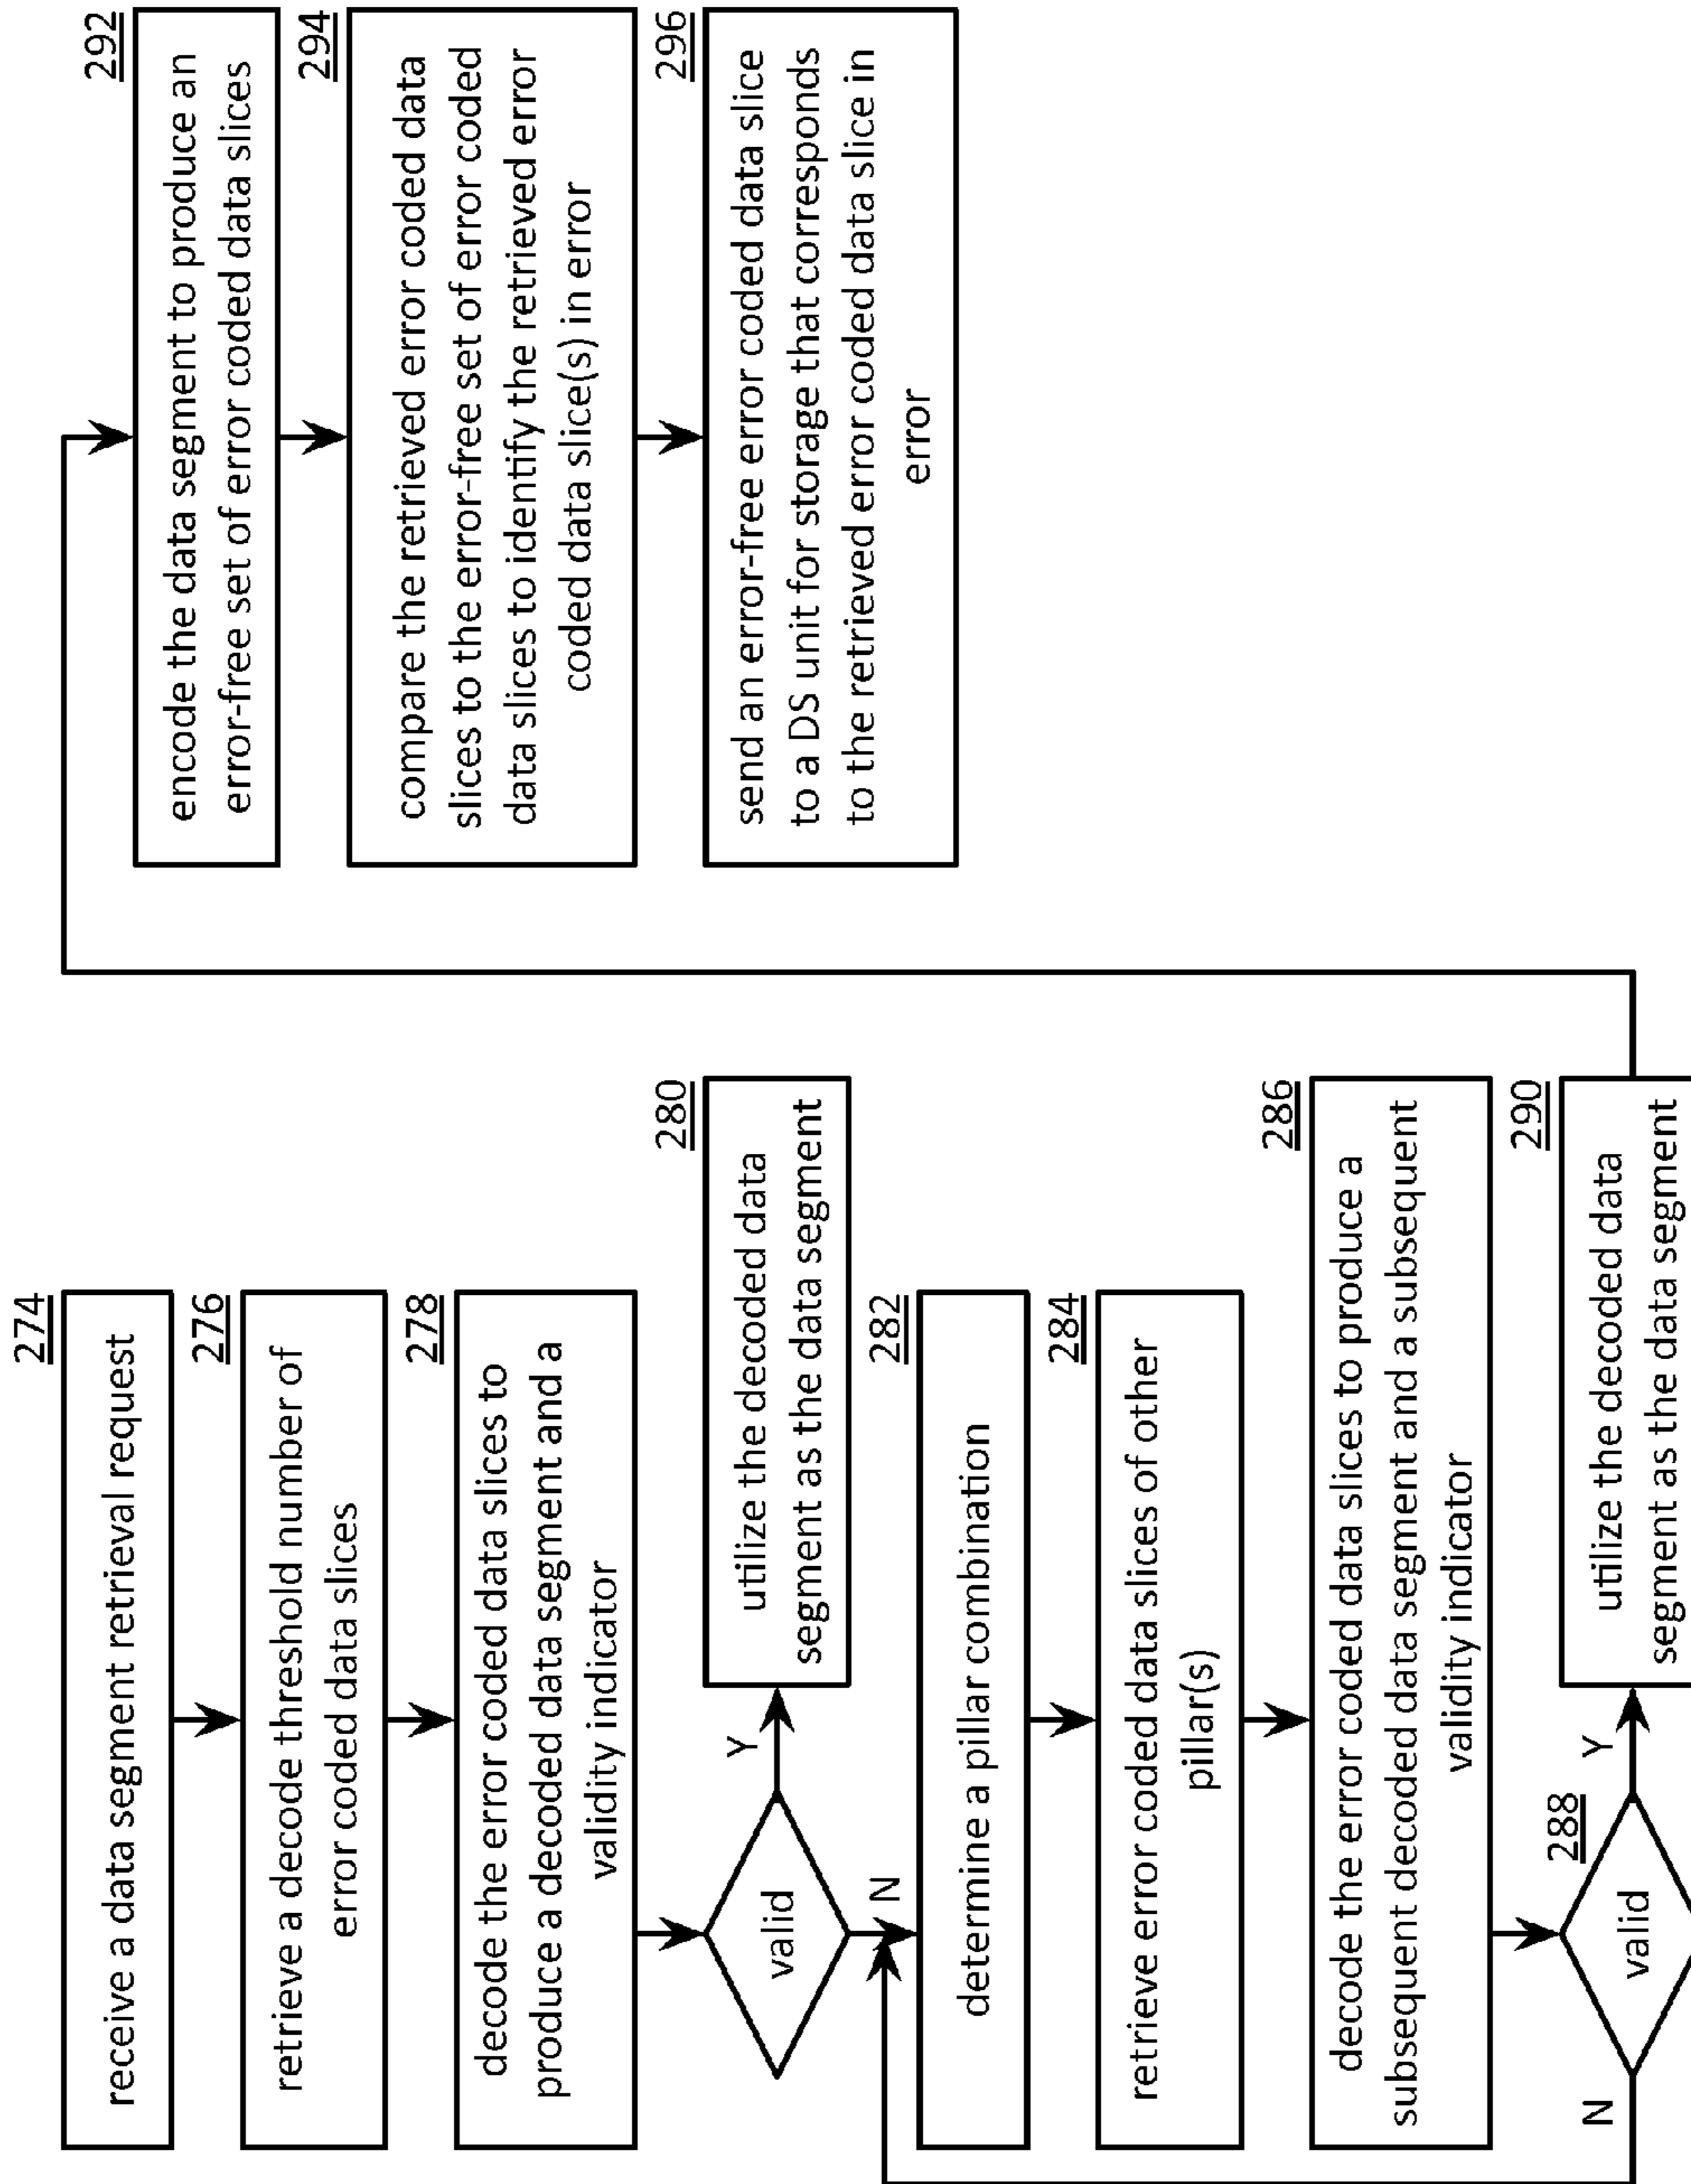 274
receive a data segment retrieval request
276
retrieve a decode threshold number of
error coded data slices
278
decode the error coded data slices to
produce a decoded data segment and a
validity indicator
valid
Y
N
280
utilize the decoded data
segment as the data segment
282
determine a pillar combination
284
retrieve error coded data slices of other
pillar(s)
286
decode the error coded data slices to produce a
subsequent decoded data segment and a subsequent
validity indicator
288
valid
N
Y
290
utilize the decoded data
segment as the data segment
292
encode the data segment to produce an
error-free set of error coded data slices
294
compare the retrieved error coded data
slices to the error-free set of error coded
data slices to identify the retrieved error
coded data slice(s) in error
296
send an error-free error coded data slice
to a DS unit for storage that corresponds
to the retrieved error coded data slice in
error